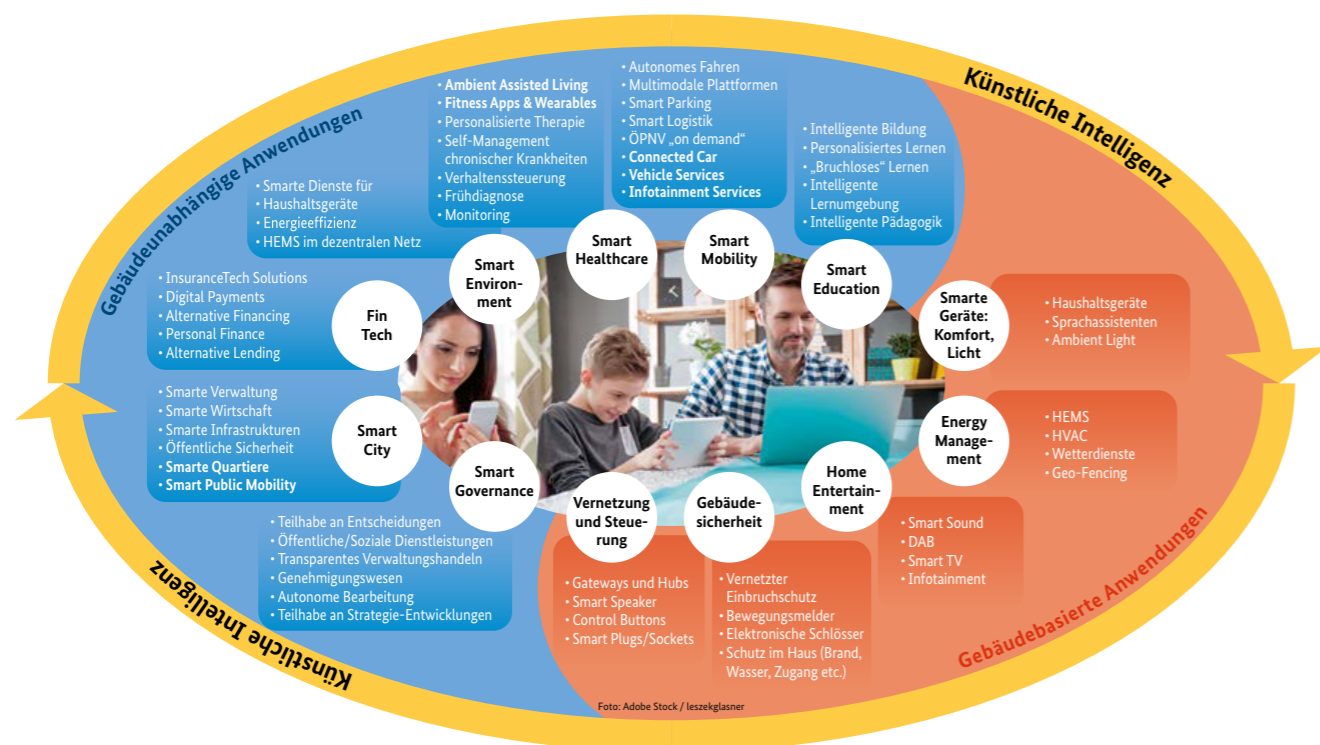 Künstliche Intelligenz
Gebäudeunabhängige Anwendungen
• Ambient Assisted Living
• Fitness Apps & Wearables
• Personalisierte Therapie
• Self-Management
chronischer Krankheiten
• Verhaltenssteuerung
• Frühdiagnose
• Monitoring
• Autonomes Fahren
• Multimodale Plattformen
• Smart Parking
• Smart Logistik
• ÖPNV „on demand“
• Connected Car
• Vehicle Services
• Infotainment Services
• Intelligente Bildung
• Personalisiertes Lernen
• „Bruchloses“ Lernen
• Intelligente
Lernumgebung
• Intelligente Pädagogik
• Smarte Dienste für
• Haushaltsgeräte
• Energieeffizienz
• HEMS im dezentralen Netz
Smart
Environ-
ment
Smart
Healthcare
Smart
Mobility
Smart
Education
• InsuranceTech Solutions
• Digital Payments
• Alternative Financing
• Personal Finance
• Alternative Lending
Fin
Tech
Smarte
Geräte:
Komfort,
Licht
• Haushaltsgeräte
• Sprachassistenten
• Ambient Light
• Smarte Verwaltung
• Smarte Wirtschaft
• Smarte Infrastrukturen
• Öffentliche Sicherheit
• Smarte Quartiere
• Smart Public Mobility
Smart
City
Energy
Manage-
ment
• HEMS
• HVAC
• Wetterdienste
• Geo-Fencing
Smart
Governance
Vernetzung
und Steue-
rung
Gebäude-
sicherheit
Home
Entertain-
ment
• Teilhabe an Entscheidungen
• Öffentliche/Soziale Dienstleistungen
• Transparentes Verwaltungshandeln
• Genehmigungswesen
• Autonome Bearbeitung
• Teilhabe an Strategie-Entwicklungen
• Gateways und Hubs
• Smart Speaker
• Control Buttons
• Smart Plugs/Sockets
• Vernetzter
Einbruchschutz
• Bewegungsmelder
• Elektronische Schlösser
• Schutz im Haus (Brand,
Wasser, Zugang etc.)
• Smart Sound
• DAB
• Smart TV
• Infotainment
Gebäudebasierte Anwendungen
Künstliche Intelligenz
Foto: Adobe Stock / leszekglasner